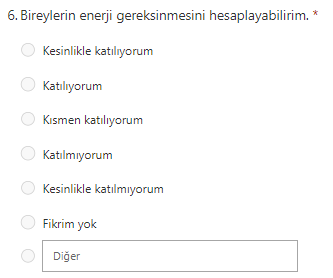 6. Bireylerin enerji gereksinmesini hesaplayabilirim. *
Kesinlikle katılıyorum
Katılıyorum
Kısmen katılıyorum
Katılmıyorum
Kesinlikle katılmıyorum
Fikrim yok
Diğer